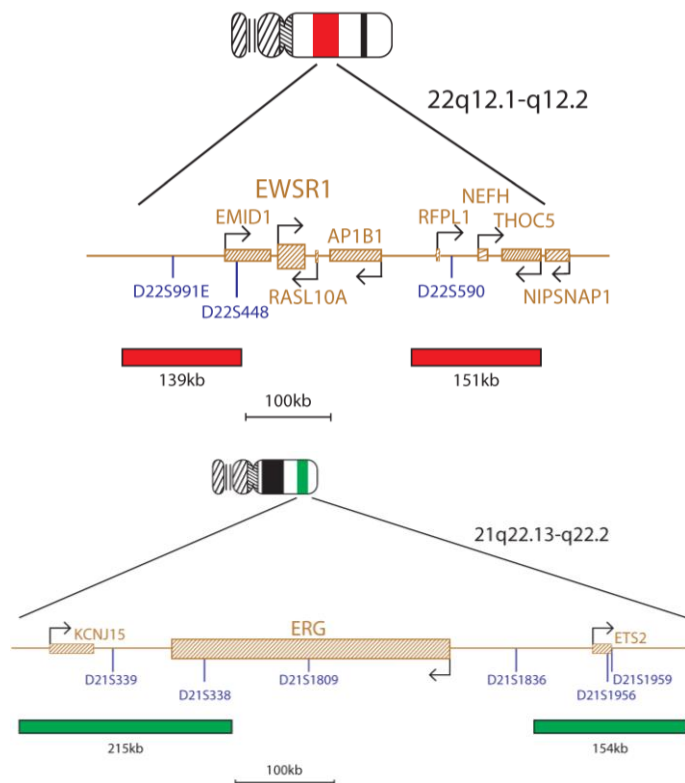 22q12.1-q12.2
EWSR1
NEFH
EMID1
RFPL1
THOC5
AP1B1
D22S991E
RASL10A
D22S590
NIPSNAP1
D22S448
139kb
151kb
100kb
21q22.13-q22.2
KCNJ15
ERG
ETS2
D21S339
D21S338
D21S1809
D21S1836
D21S1959
D21S1956
215kb
154kb
100kb